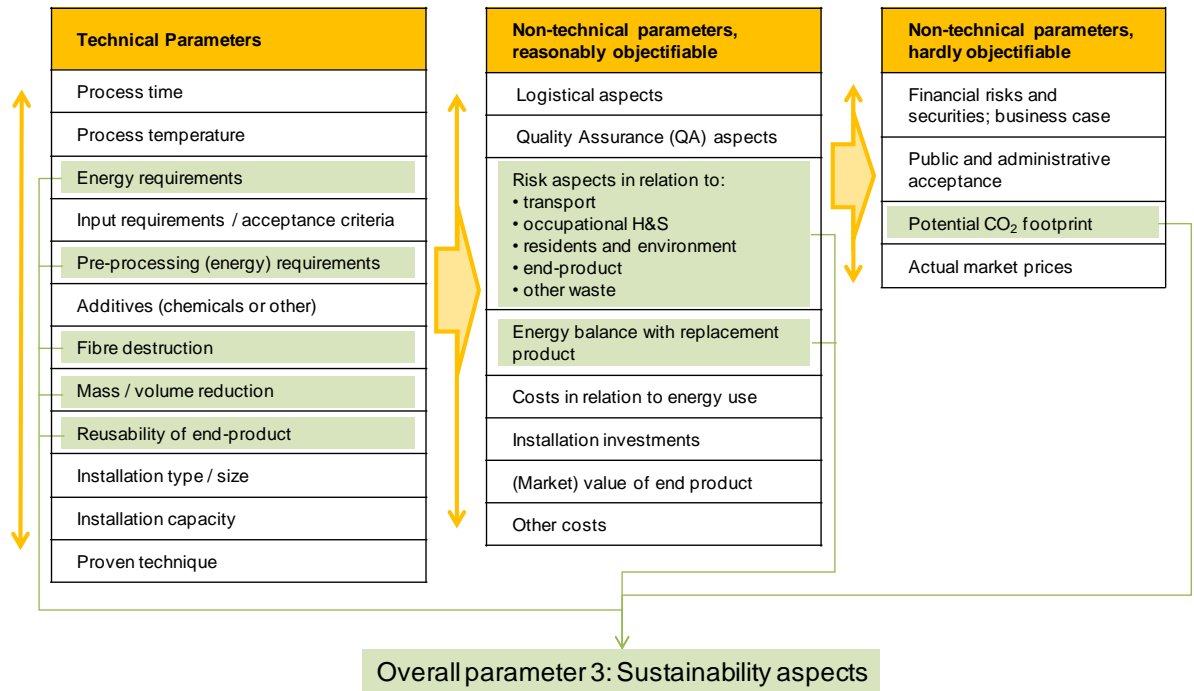 Technical Parameters
Process time
Process temperature
Energy requirements
Input requirements / acceptance criteria
Pre-processing (energy) requirements
Additives (chemicals or other)
Fibre destruction
Mass / volume reduction
Reusability of end-product
Installation type / size
Installation capacity
Proven technique
Non-technical parameters,
reasonably objectifiable
Logistical aspects
Quality Assurance (QA) aspects
Risk aspects in relation to:
• transport
• occupational H&S
• residents and environment
• end-product
• other waste
Energy balance with replacement
product
Costs in relation to energy use
Installation investments
(Market) value of end product
Other costs
Non-technical parameters,
hardly objectifiable
Financial risks and
securities; business case
Public and administrative
acceptance
Potential CO₂ footprint
Actual market prices
Overall parameter 3: Sustainability aspects